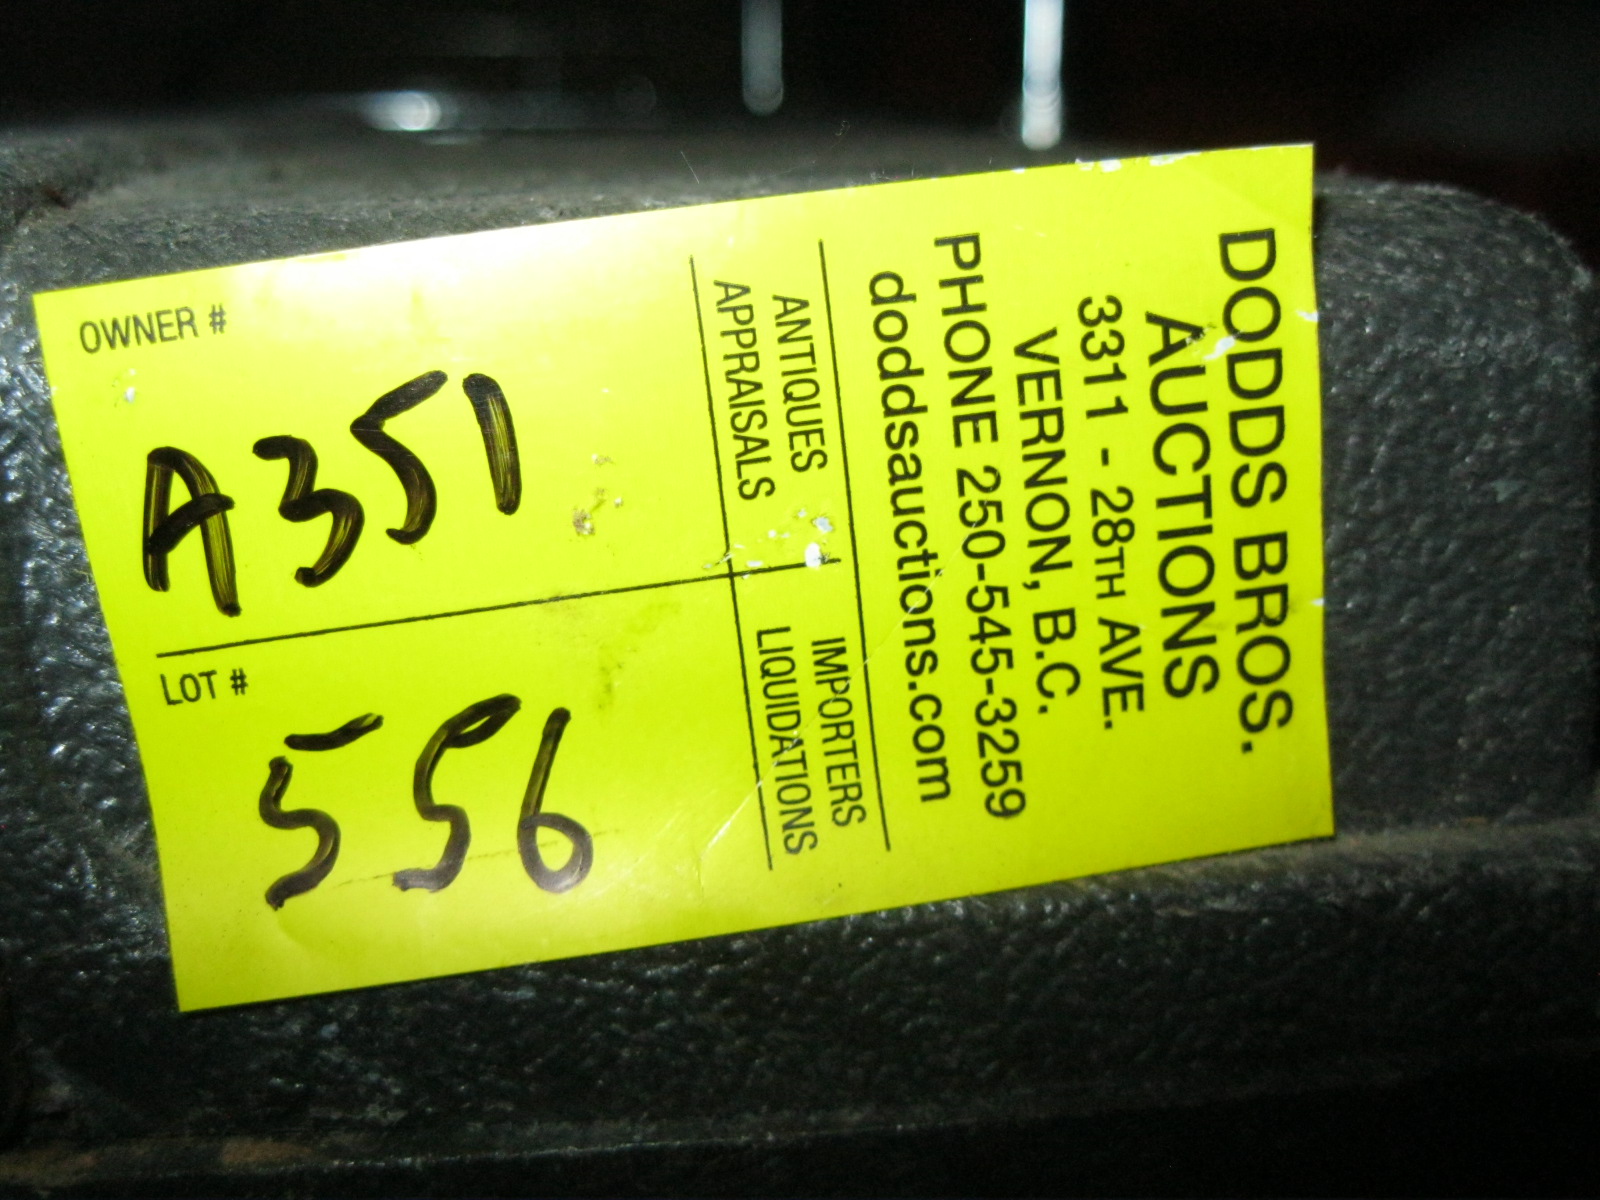 DODDS BROS.
AUCTIONS
3311 - 28TH AVE.
VERNON, B.C.
PHONE 250-545-3259
doddsauctions.com
ANTIQUES
APPRAISALS
IMPORTERS
LIQUIDATIONS
OWNER #
A351
LOT #
556